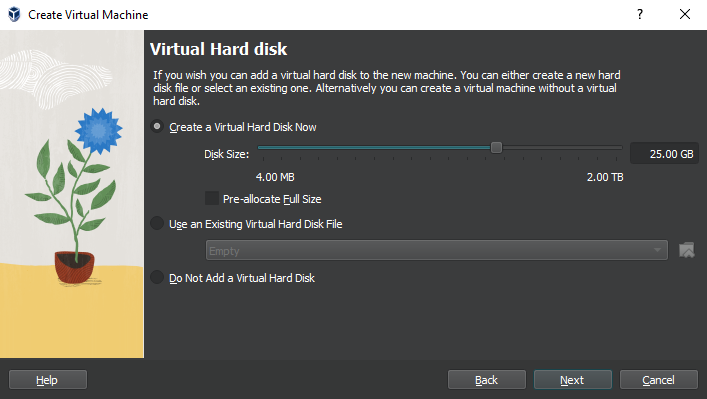 Create Virtual Machine
Virtual Hard disk
If you wish you can add a virtual hard disk to the new machine. You can either create a new hard
disk file or select an existing one. Alternatively you can create a virtual machine without a virtual
hard disk.
Create a Virtual Hard Disk Now
Disk Size:
25.00 GB
4.00 MB
2.00 TB
Pre-allocate Full Size
Use an Existing Virtual Hard Disk File
Empty
Do Not Add a Virtual Hard Disk
Help
Back
Next
Cancel